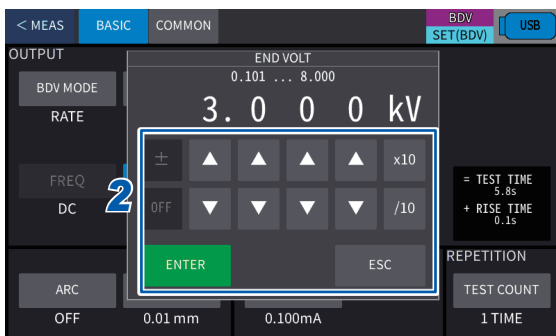 < MEAS
BASIC
COMMON
BDV
SET(BDV)
USB
OUTPUT
BDV MODE
RATE
FREQ
DC
END VOLT
0.101 ... 8.000
3. 0 0 0 kV
±
▲ ▲ ▲ ▲
x10
OFF
▼ ▼ ▼ ▼
/10
ENTER
ESC
2
= TEST TIME
5.8s
+ RISE TIME
0.1s
REPETITION
ARC
OFF
0.01 mm
0.100mA
TEST COUNT
1 TIME